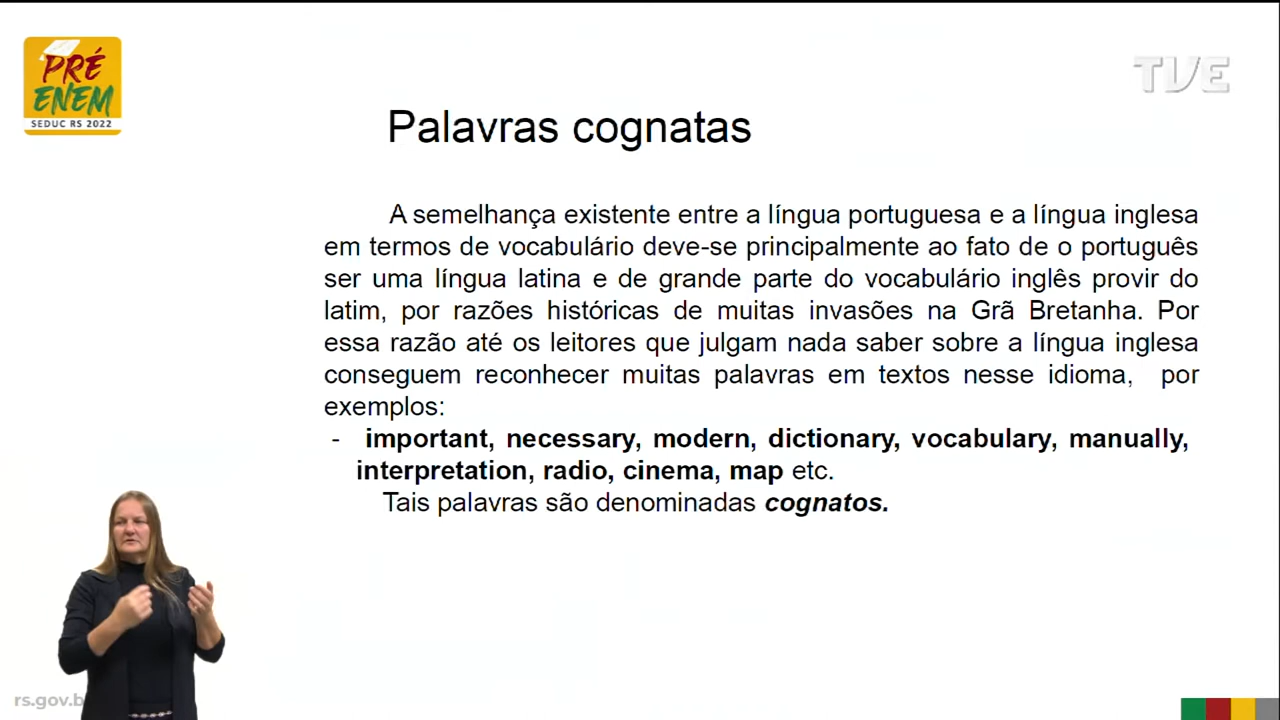 PRÉ
ENEM
SEDUC RS 2022
TVE
Palavras cognatas
A semelhança existente entre a língua portuguesa e a língua inglesa
em termos de vocabulário deve-se principalmente ao fato de o português
ser uma língua latina e de grande parte do vocabulário inglês provir do
latim, por razões históricas de muitas invasões na Grã Bretanha. Por
essa razão até os leitores que julgam nada saber sobre a língua inglesa
conseguem reconhecer muitas palavras em textos nesse idioma, por
exemplos:
- important, necessary, modern, dictionary, vocabulary, manually,
interpretation, radio, cinema, map etc.
Tais palavras são denominadas cognatos.
rs.gov.b